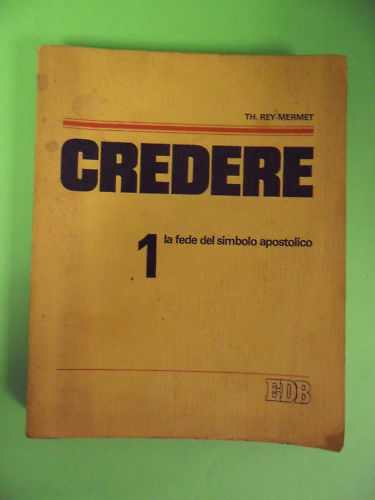 TH. REY-MERMET
CREDERE
1
la fede del simbolo apostolico
EDB